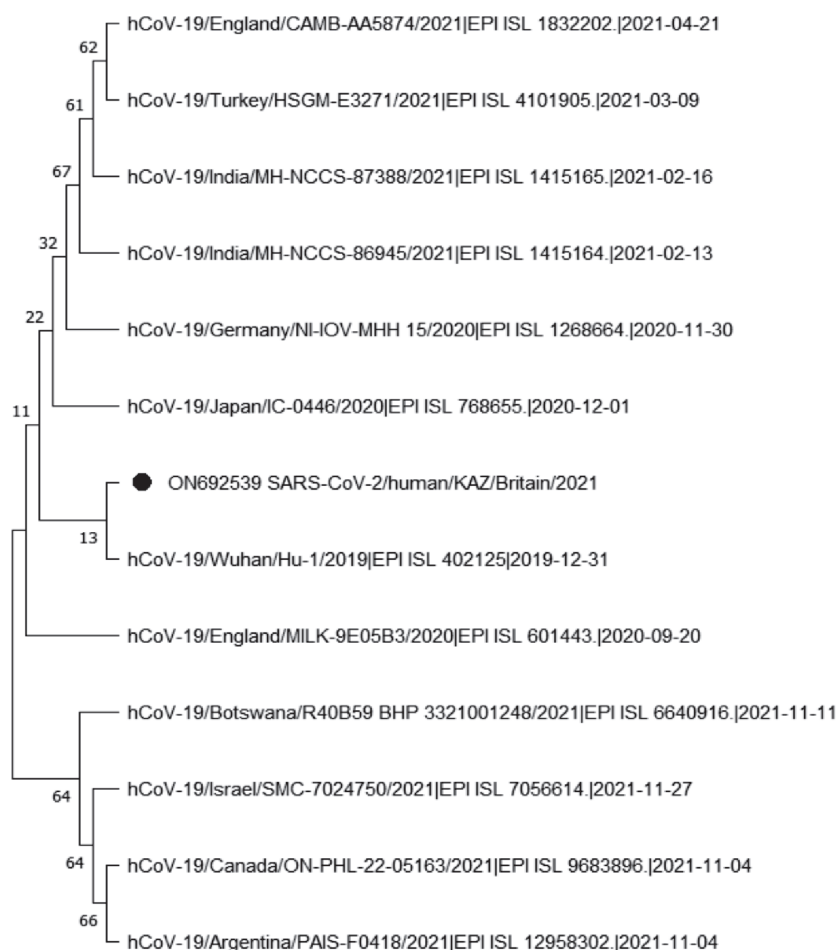 hCoV-19/England/CAMB-AA5874/2021|EPI ISL 1832202.|2021-04-21
62
hCoV-19/Turkey/HSGM-E3271/2021|EPI ISL 4101905.|2021-03-09
61
hCoV-19/India/MH-NCCS-87388/2021|EPI ISL 1415165.|2021-02-16
67
hCoV-19/India/MH-NCCS-86945/2021|EPI ISL 1415164.|2021-02-13
32
hCoV-19/Germany/NI-IOV-MHH 15/2020|EPI ISL 1268664.|2020-11-30
22
hCoV-19/Japan/IC-0446/2020|EPI ISL 768655.|2020-12-01
11
ON692539 SARS-CoV-2/human/KAZ/Britain/2021
13
hCoV-19/Wuhan/Hu-1/2019|EPI ISL 402125|2019-12-31
hCoV-19/England/MILK-9E05B3/2020|EPI ISL 601443.|2020-09-20
hCoV-19/Botswana/R40B59 BHP 3321001248/2021|EPI ISL 6640916.|2021-11-11
hCoV-19/Israel/SMC-7024750/2021|EPI ISL 7056614.|2021-11-27
64
hCoV-19/Canada/ON-PHL-22-05163/2021|EPI ISL 9683896.|2021-11-04
64
66
hCoV-19/Argentina/PAIS-F0418/2021|EPI ISL 12958302.|2021-11-04